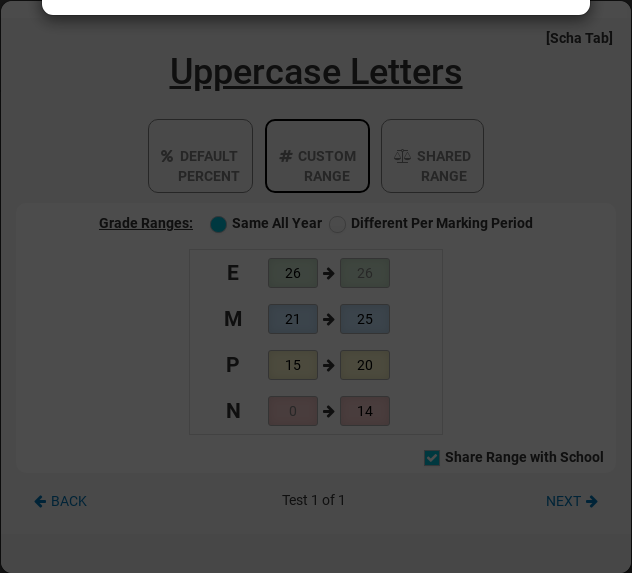 [Scha Tab]
Uppercase Letters
% DEFAULT PERCENT
# CUSTOM RANGE
SHARED RANGE
Grade Ranges: Same All Year Different Per Marking Period
E 26 26
M 21 25
P 15 20
N 0 14
Share Range with School
BACK Test 1 of 1 NEXT